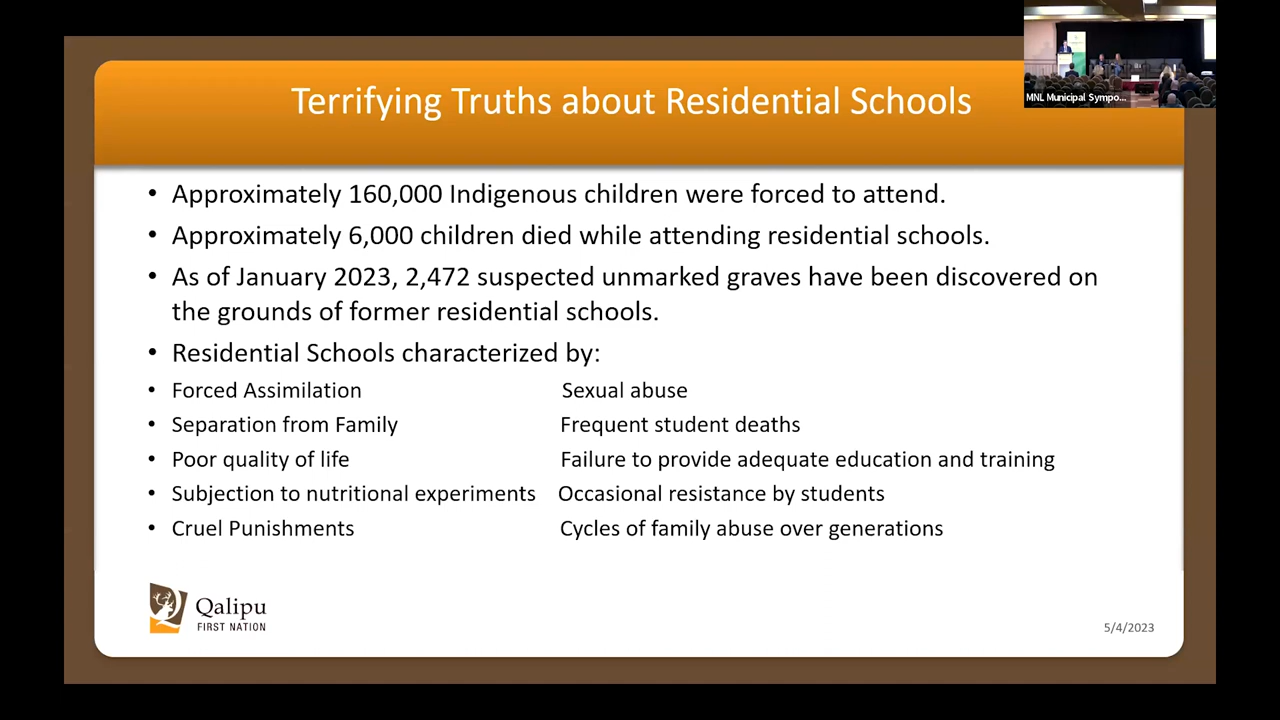 Terrifying Truths about Residential Schools
MNL Municipal Sympo...
• Approximately 160,000 Indigenous children were forced to attend.
• Approximately 6,000 children died while attending residential schools.
• As of January 2023, 2,472 suspected unmarked graves have been discovered on
the grounds of former residential schools.
• Residential Schools characterized by:
• Forced Assimilation Sexual abuse
• Separation from Family Frequent student deaths
• Poor quality of life Failure to provide adequate education and training
• Subjection to nutritional experiments Occasional resistance by students
• Cruel Punishments Cycles of family abuse over generations
Qalipu
FIRST NATION
5/4/2023